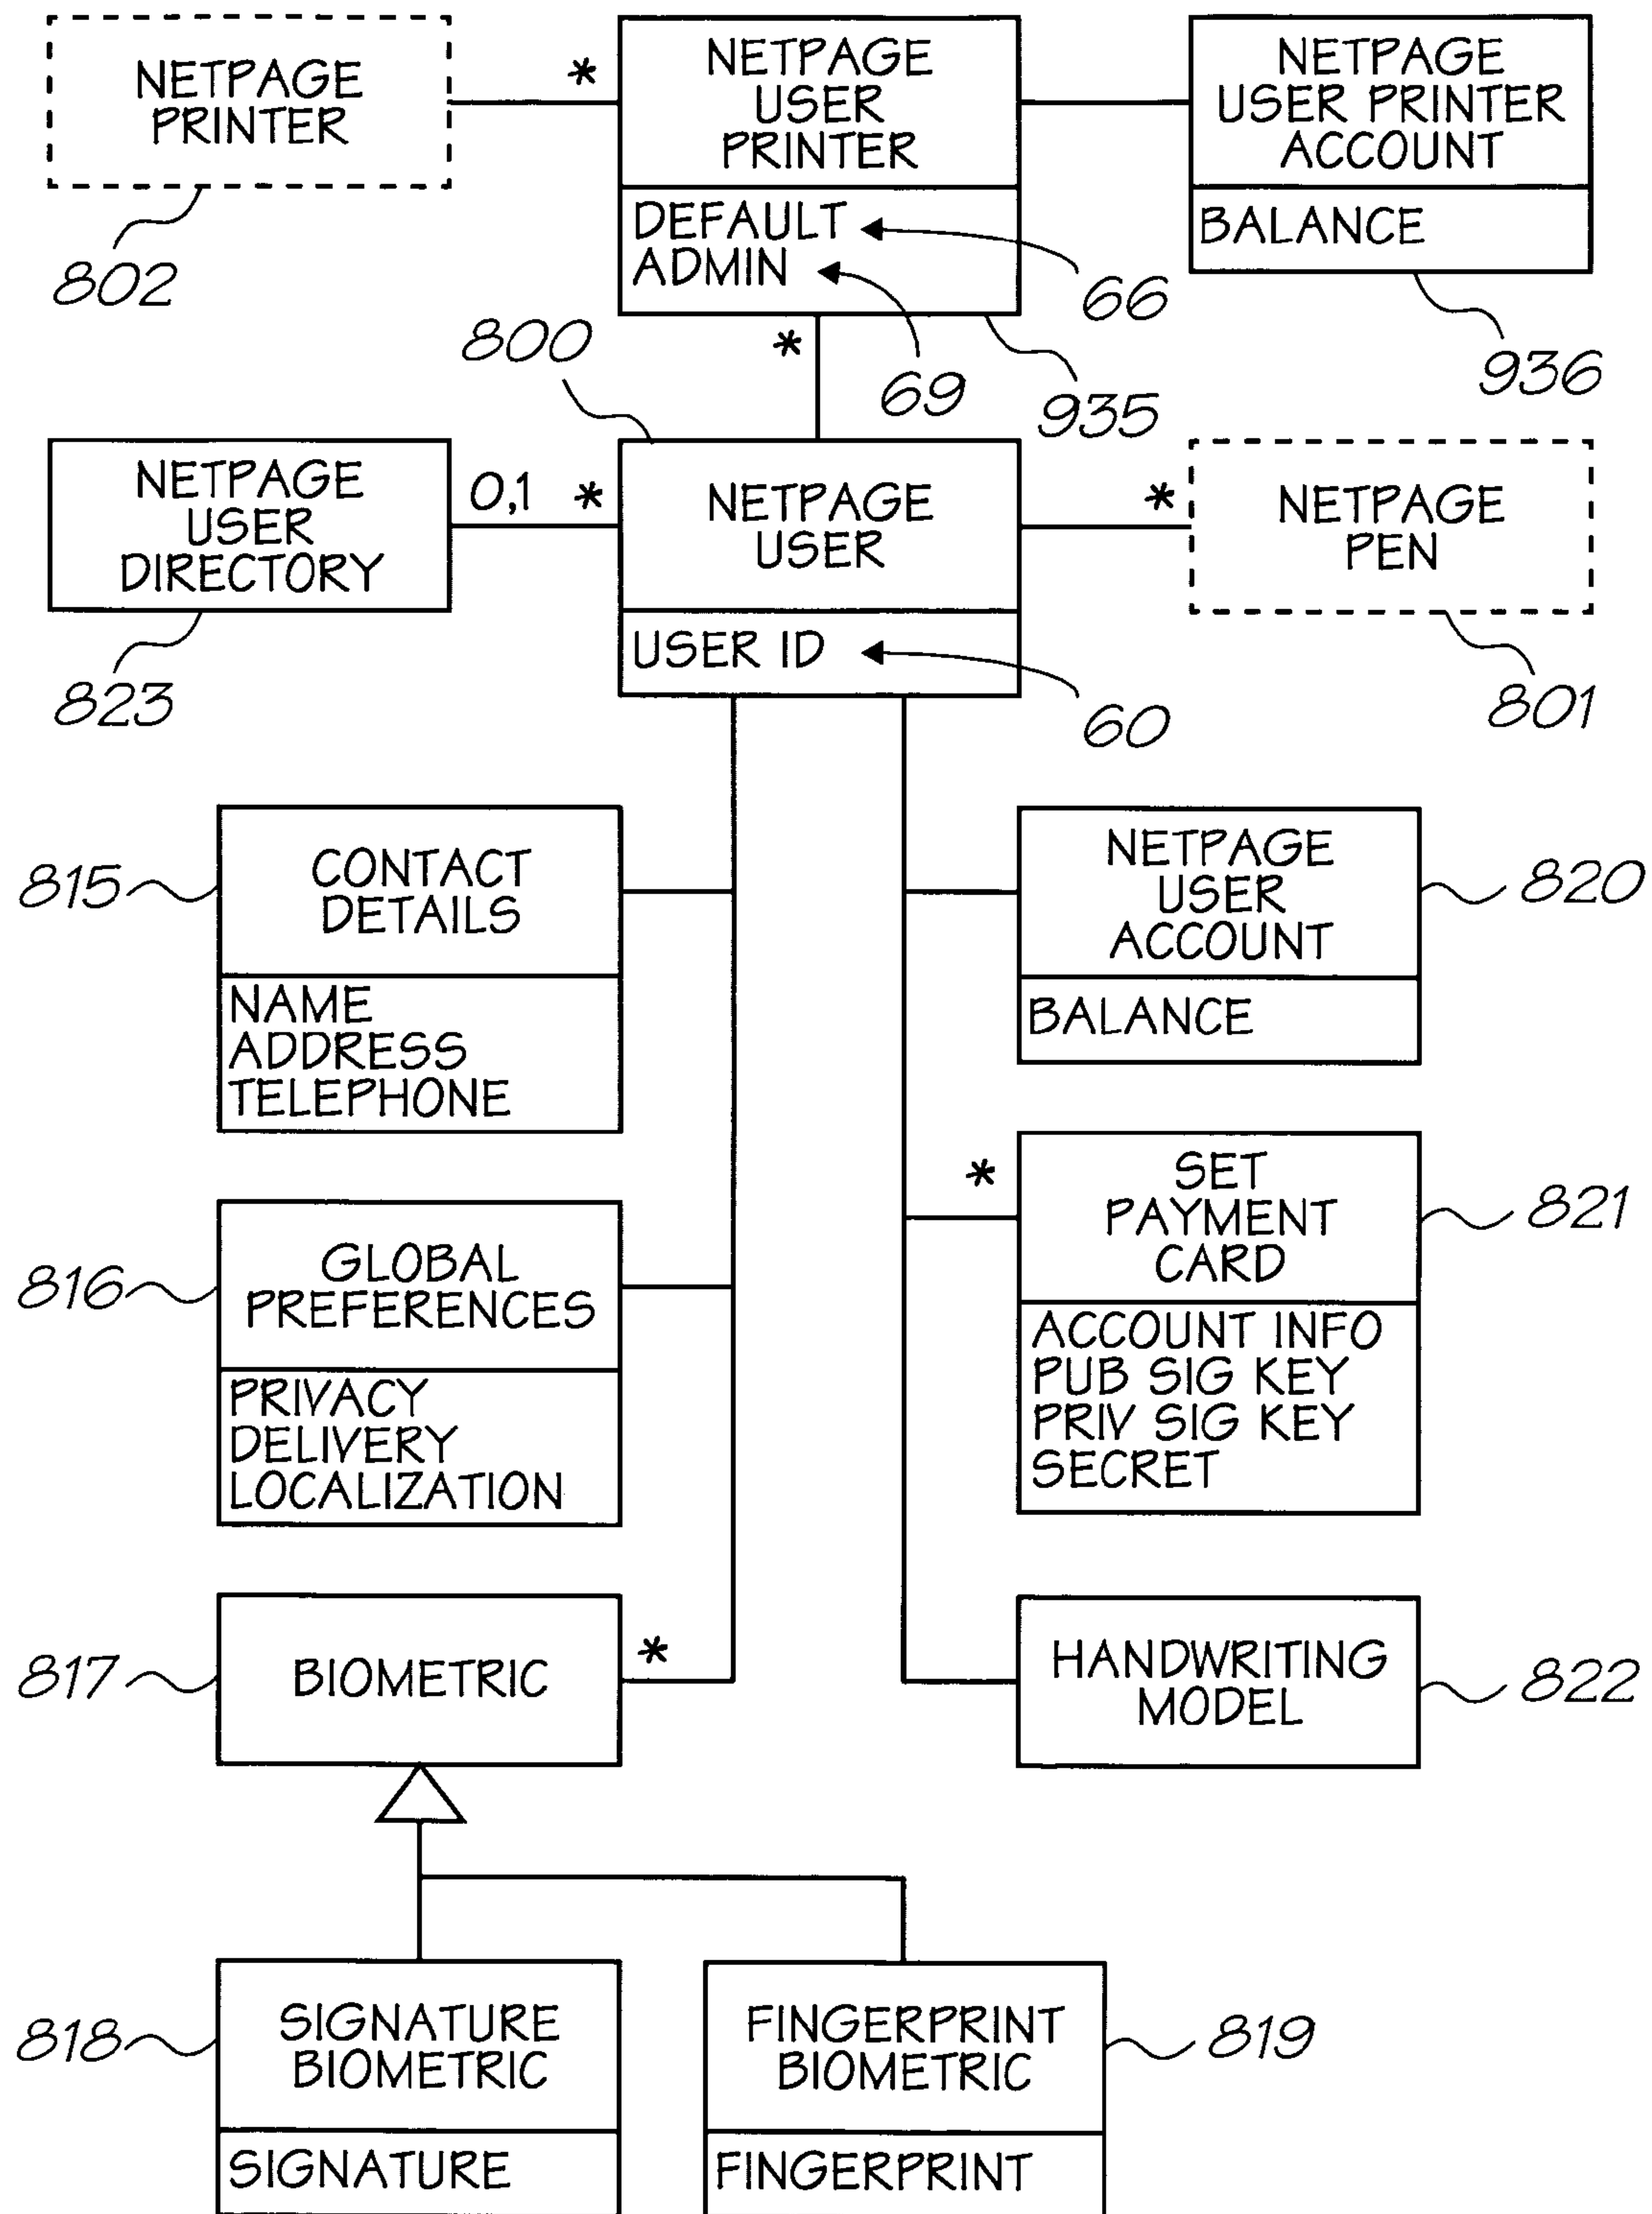 NETPAGE
PRINTER
802
*
NETPAGE
USER
PRINTER
DEFAULT
ADMIN
66
69
935
*
NETPAGE
USER PRINTER
ACCOUNT
BALANCE
936
800
NETPAGE
USER
DIRECTORY
823
0,1 *
NETPAGE
USER
USER ID
60
*
NETPAGE
PEN
801
815
CONTACT
DETAILS
NAME
ADDRESS
TELEPHONE
NETPAGE
USER
ACCOUNT
BALANCE
820
816
GLOBAL
PREFERENCES
PRIVACY
DELIVERY
LOCALIZATION
*
SET
PAYMENT
CARD
ACCOUNT INFO
PUB SIG KEY
PRIV SIG KEY
SECRET
821
817
BIOMETRIC
*
HANDWRITING
MODEL
822
818
SIGNATURE
BIOMETRIC
SIGNATURE
FINGERPRINT
BIOMETRIC
FINGERPRINT
819